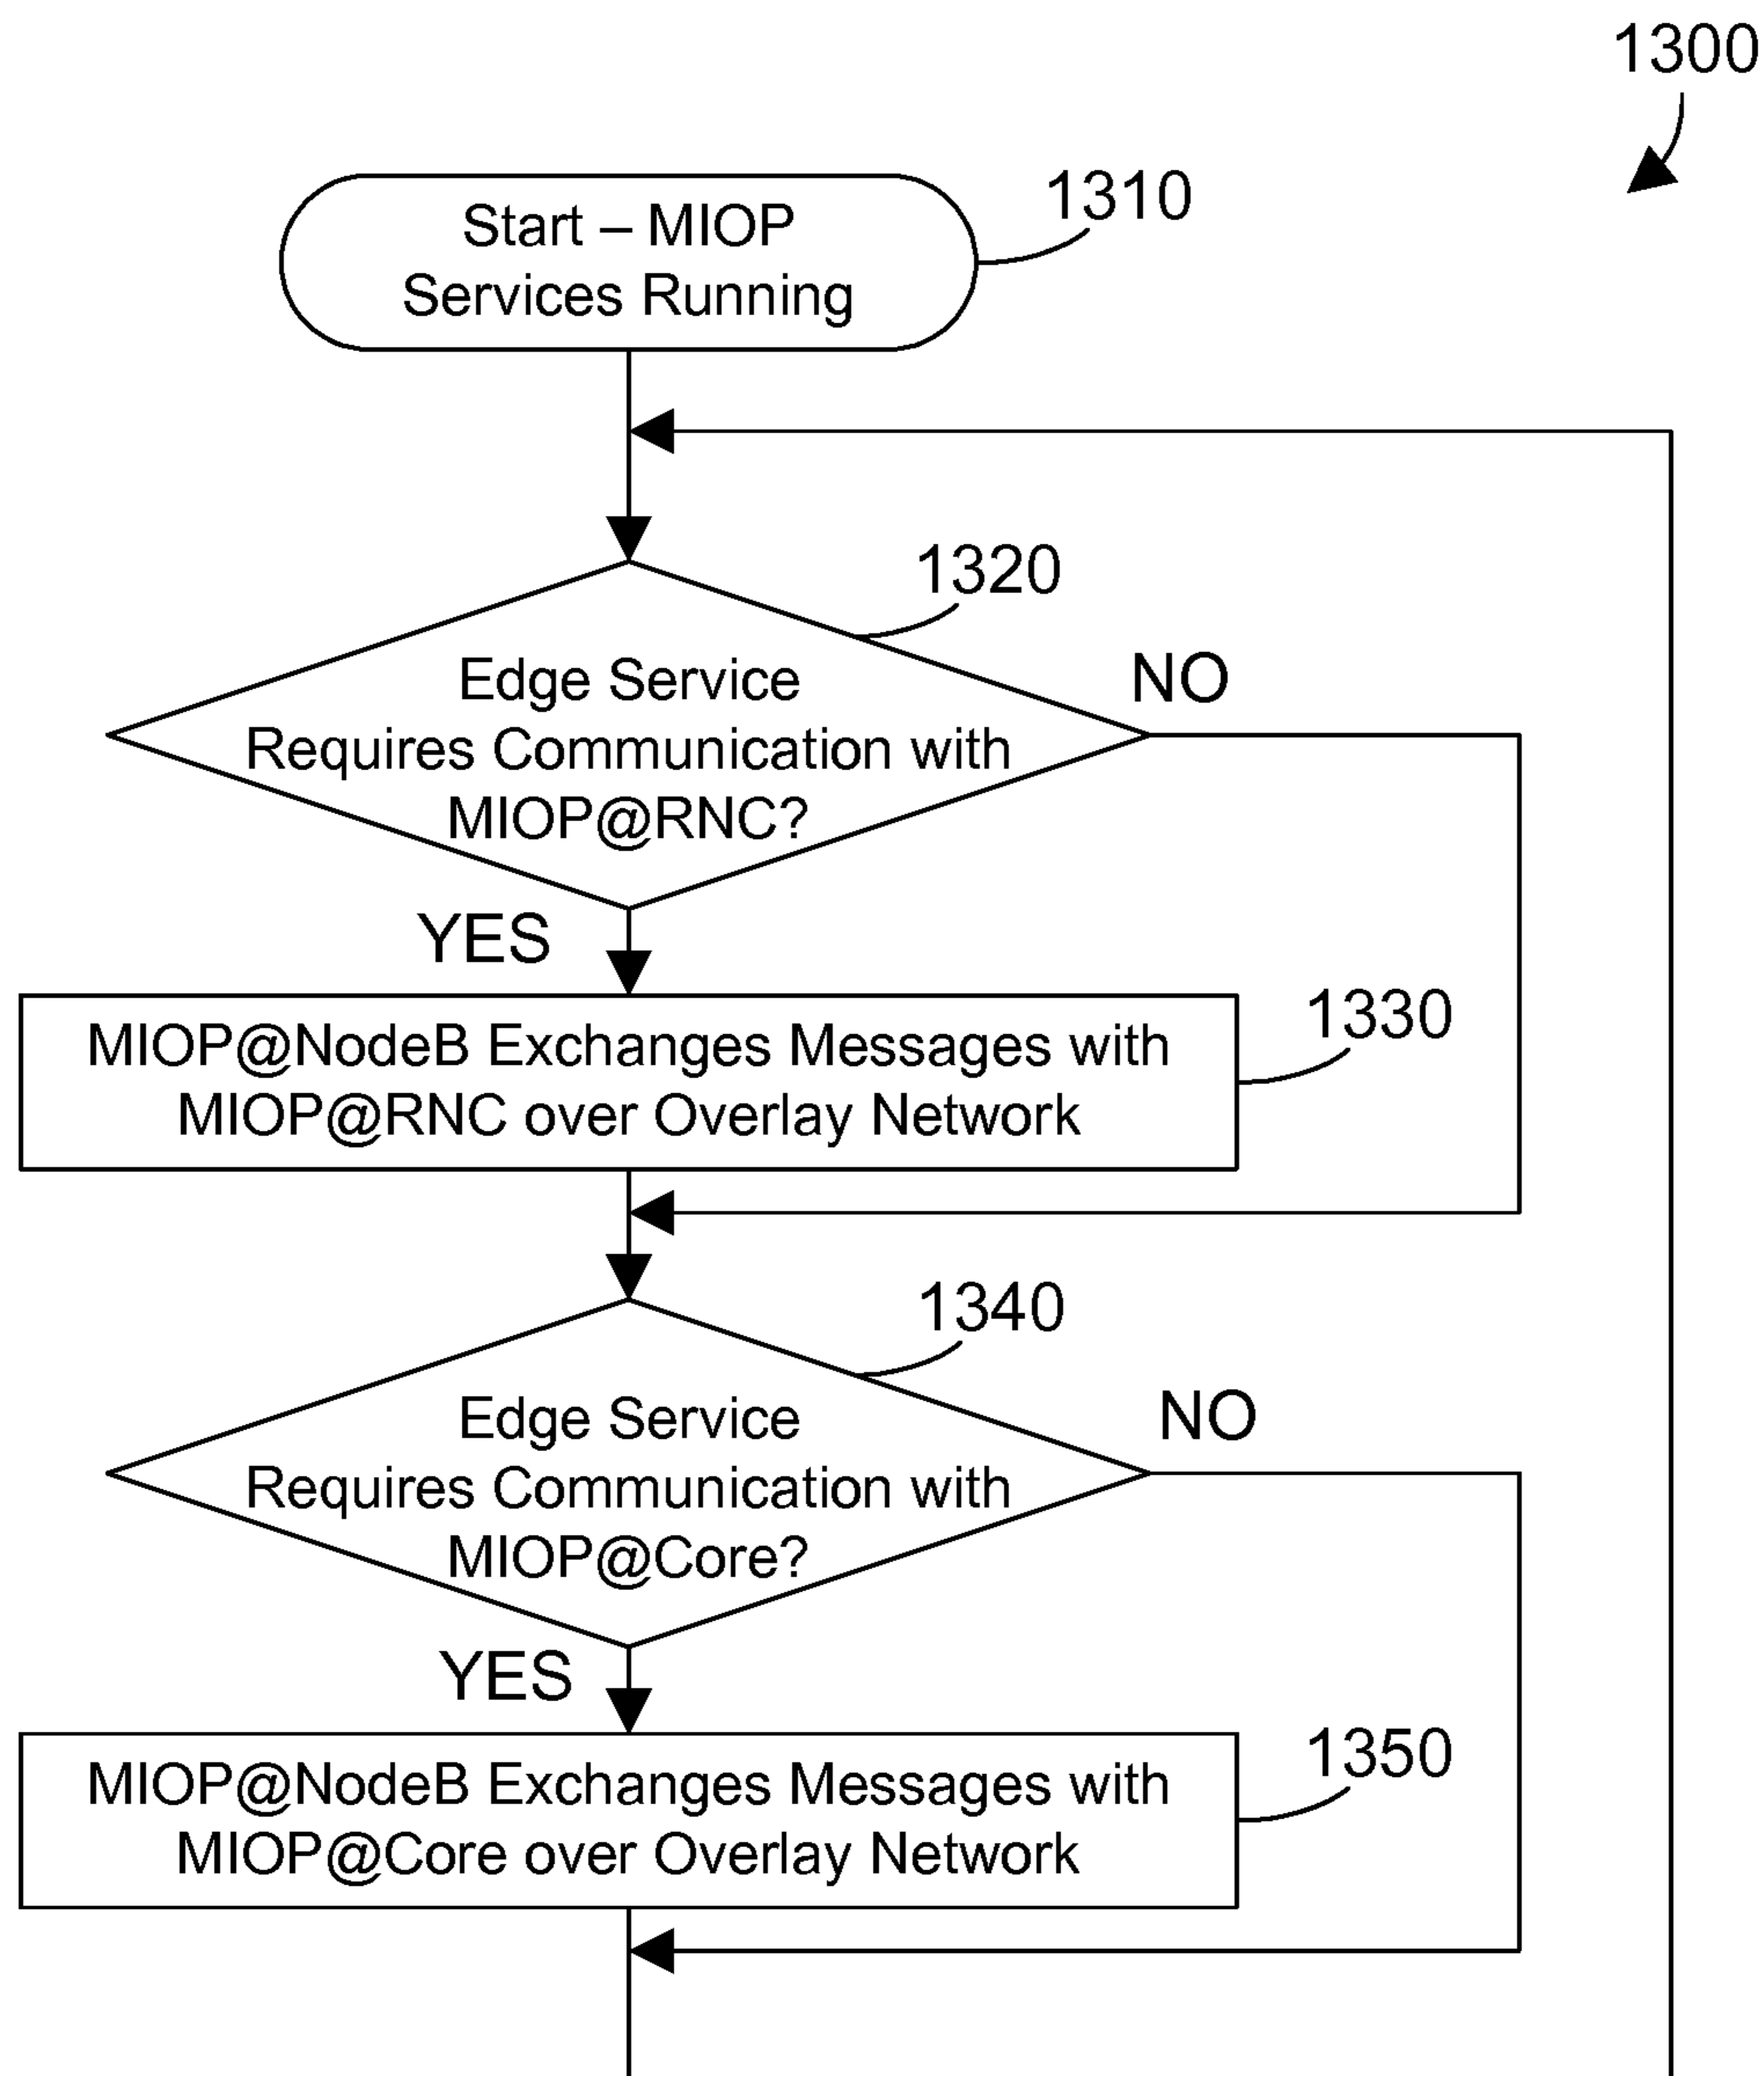 1300
Start – MIOP
Services Running
1310
1320
Edge Service
Requires Communication with
MIOP@RNC?
NO
YES
MIOP@NodeB Exchanges Messages with
MIOP@RNC over Overlay Network
1330
1340
Edge Service
Requires Communication with
MIOP@Core?
NO
YES
MIOP@NodeB Exchanges Messages with
MIOP@Core over Overlay Network
1350